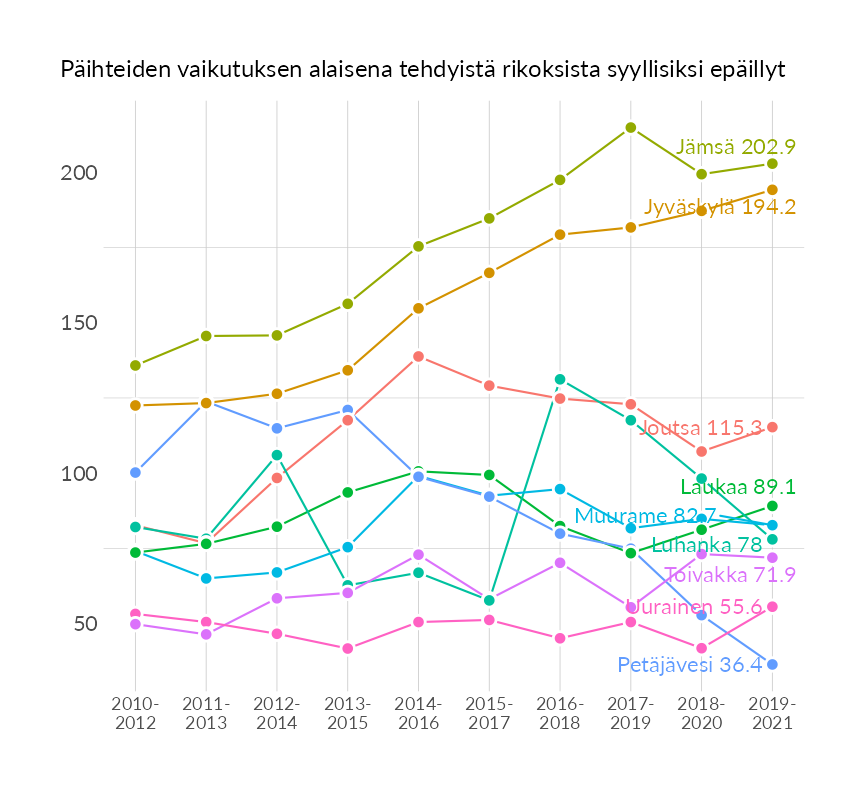 Päihteiden vaikutuksen alaisena tehdyistä rikoksista syyllisiksi epäillyt
200
150
100
50
Jämsä 202.9
Jyväskylä 194.2
Joutsa 115.3
Laukaa 89.1
Muurame 82.7
Luhanka 78
Toivakka 71.9
Uurainen 55.6
Petäjävesi 36.4
2010-
2012
2011-
2013
2012-
2014
2013-
2015
2014-
2016
2015-
2017
2016-
2018
2017-
2019
2018-
2020
2019-
2021